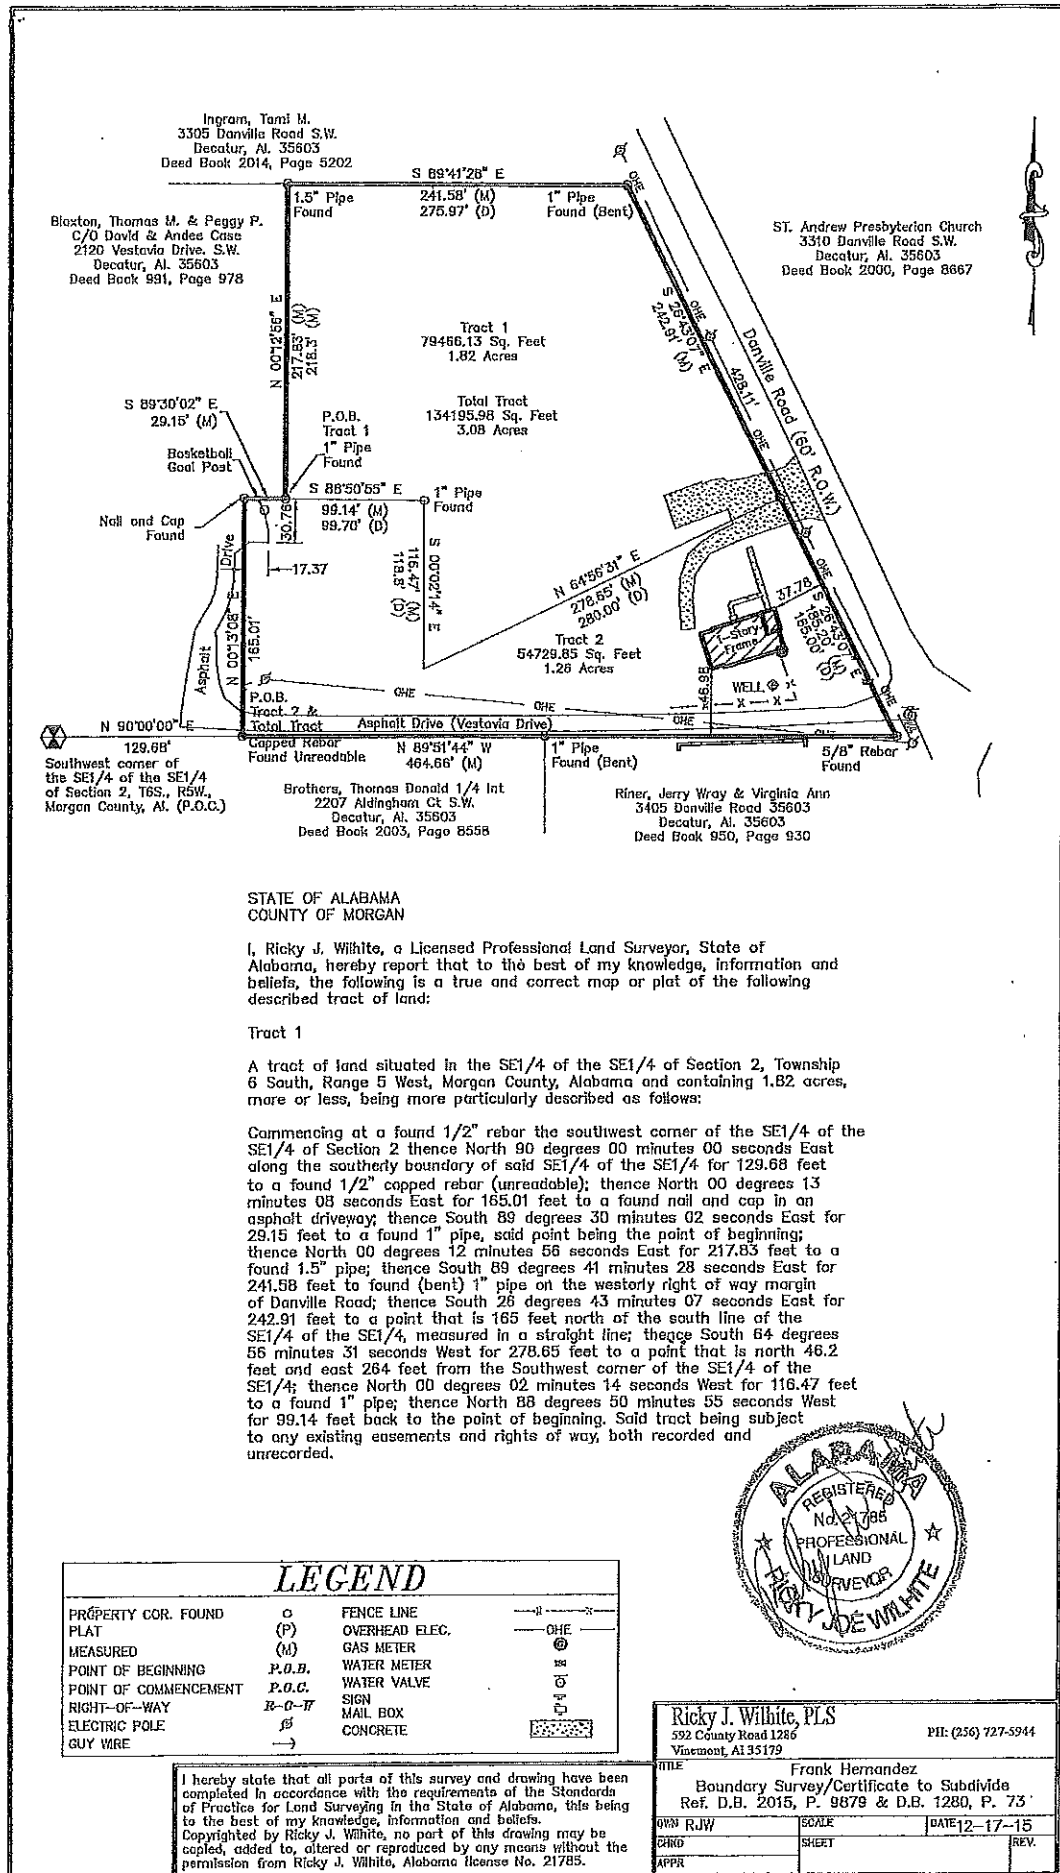 Ingram, Tami M.
3305 Danville Road S.W.
Decatur, Al. 35603
Deed Book 2014, Page 5202
S 89°41'28" E
241.58' (M)
275.97' (D)
1.5" Pipe
Found
1" Pipe
Found (Bent)
Bloxton, Thomas M. & Peggy P.
C/O David & Andee Case
2120 Vestavia Drive. S.W.
Decatur, Al. 35603
Deed Book 991, Page 978
ST. Andrew Presbyterian Church
3310 Danville Road S.W.
Decatur, Al. 35603
Deed Book 2000, Page 8667
N 00°12'56" E
217.83' (M)
218.3' (M)
Tract 1
79466.13 Sq. Feet
1.82 Acres
Total Tract
134195.98 Sq. Feet
3.08 Acres
OHE
OHE
OHE
OHE
OHE
S 26°43'07" E
242.91' (M)
428.11'
Danville Road (60' R.O.W.)
S 89°30'02" E
29.15' (M)
Basketball
Goal Post
P.O.B.
Tract 1
1" Pipe
Found
Nail and Cap
Found
S 88°50'55" E
99.14' (M)
99.70' (D)
1" Pipe
Found
30.76
17.37
Drive
Asphalt
N 00°13'08" E
165.01'
S 00°02'14" E
116.47' (M)
118.8' (D)
N 64°56'31" E
278.65' (M)
280.00' (D)
Tract 2
54729.85 Sq. Feet
1.26 Acres
37.78
S 26°43'07" E
185.20' (M)
165.00' (D)
1-Story
Frame
46.98
WELL
x
x x
OHE
OHE
OHE
P.O.B.
Tract 2 &
Total Tract
Asphalt Drive (Vestavia Drive)
N 90°00'00" E
129.68'
Capped Rebar
Found Unreadable
N 89°51'44" W
464.66' (M)
1" Pipe
Found (Bent)
5/8" Rebar
Found
Southwest corner of
the SE1/4 of the SE1/4
of Section 2, T6S., R5W.,
Morgan County, Al. (P.O.C.)
Brothers, Thomas Donald 1/4 Int
2207 Aldingham Ct S.W.
Decatur, Al. 35603
Deed Book 2003, Page 8558
Riner, Jerry Wray & Virginia Ann
3405 Danville Road 35603
Decatur, Al. 35603
Deed Book 950, Page 930
STATE OF ALABAMA
COUNTY OF MORGAN
I, Ricky J. Wilhite, a Licensed Professional Land Surveyor, State of
Alabama, hereby report that to the best of my knowledge, information and
beliefs, the following is a true and correct map or plat of the following
described tract of land:
Tract 1
A tract of land situated in the SE1/4 of the SE1/4 of Section 2, Township
6 South, Range 5 West, Morgan County, Alabama and containing 1.82 acres,
more or less, being more particularly described as follows:
Commencing at a found 1/2" rebar the southwest corner of the SE1/4 of the
SE1/4 of Section 2 thence North 90 degrees 00 minutes 00 seconds East
along the southerly boundary of said SE1/4 of the SE1/4 for 129.68 feet
to a found 1/2" capped rebar (unreadable); thence North 00 degrees 13
minutes 08 seconds East for 165.01 feet to a found nail and cap in an
asphalt driveway; thence South 89 degrees 30 minutes 02 seconds East for
29.15 feet to a found 1" pipe, said point being the point of beginning;
thence North 00 degrees 12 minutes 56 seconds East for 217.83 feet to a
found 1.5" pipe; thence South 89 degrees 41 minutes 28 seconds East for
241.58 feet to found (bent) 1" pipe on the westerly right of way margin
of Danville Road; thence South 26 degrees 43 minutes 07 seconds East for
242.91 feet to a point that is 165 feet north of the south line of the
SE1/4 of the SE1/4, measured in a straight line; thence South 64 degrees
56 minutes 31 seconds West for 278.65 feet to a point that is north 46.2
feet and east 264 feet from the Southwest corner of the SE1/4 of the
SE1/4; thence North 00 degrees 02 minutes 14 seconds West for 116.47 feet
to a found 1" pipe; thence North 88 degrees 50 minutes 55 seconds West
for 99.14 feet back to the point of beginning. Said tract being subject
to any existing easements and rights of way, both recorded and
unrecorded.
ALABAMA
REGISTERED
No. 21785
PROFESSIONAL
LAND
SURVEYOR
RICKY JOE WILHITE
LEGEND
PROPERTY COR. FOUND o FENCE LINE
PLAT (P) OVERHEAD ELEC. OHE
MEASURED (M) GAS METER
POINT OF BEGINNING P.O.B. WATER METER
POINT OF COMMENCEMENT P.O.C. WATER VALVE
RIGHT-OF-WAY R-O-W SIGN
MAIL BOX
ELECTRIC POLE CONCRETE
GUY WIRE
I hereby state that all parts of this survey and drawing have been
completed in accordance with the requirements of the Standards
of Practice for Land Surveying in the State of Alabama, this being
to the best of my knowledge, information and beliefs.
Copyrighted by Ricky J. Wilhite, no part of this drawing may be
copied, added to, altered or reproduced by any means without the
permission from Ricky J. Wilhite, Alabama license No. 21785.
Ricky J. Wilhite, PLS
592 County Road 1286 PH: (256) 727-5944
Vinemont, Al 35179
TITLE Frank Hernandez
Boundary Survey/Certificate to Subdivide
Ref. D.B. 2015, P. 9879 & D.B. 1280, P. 73
DWN RJW SCALE DATE 12-17-15
CHKD SHEET REV.
APPR